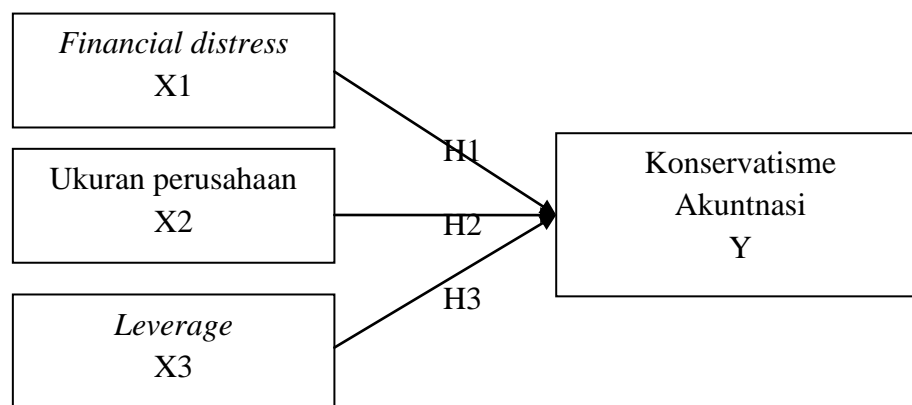 Financial distress
X1
H1
Ukuran perusahaan
X2
H2
Leverage
X3
H3
Konservatisme
Akuntnasi
Y